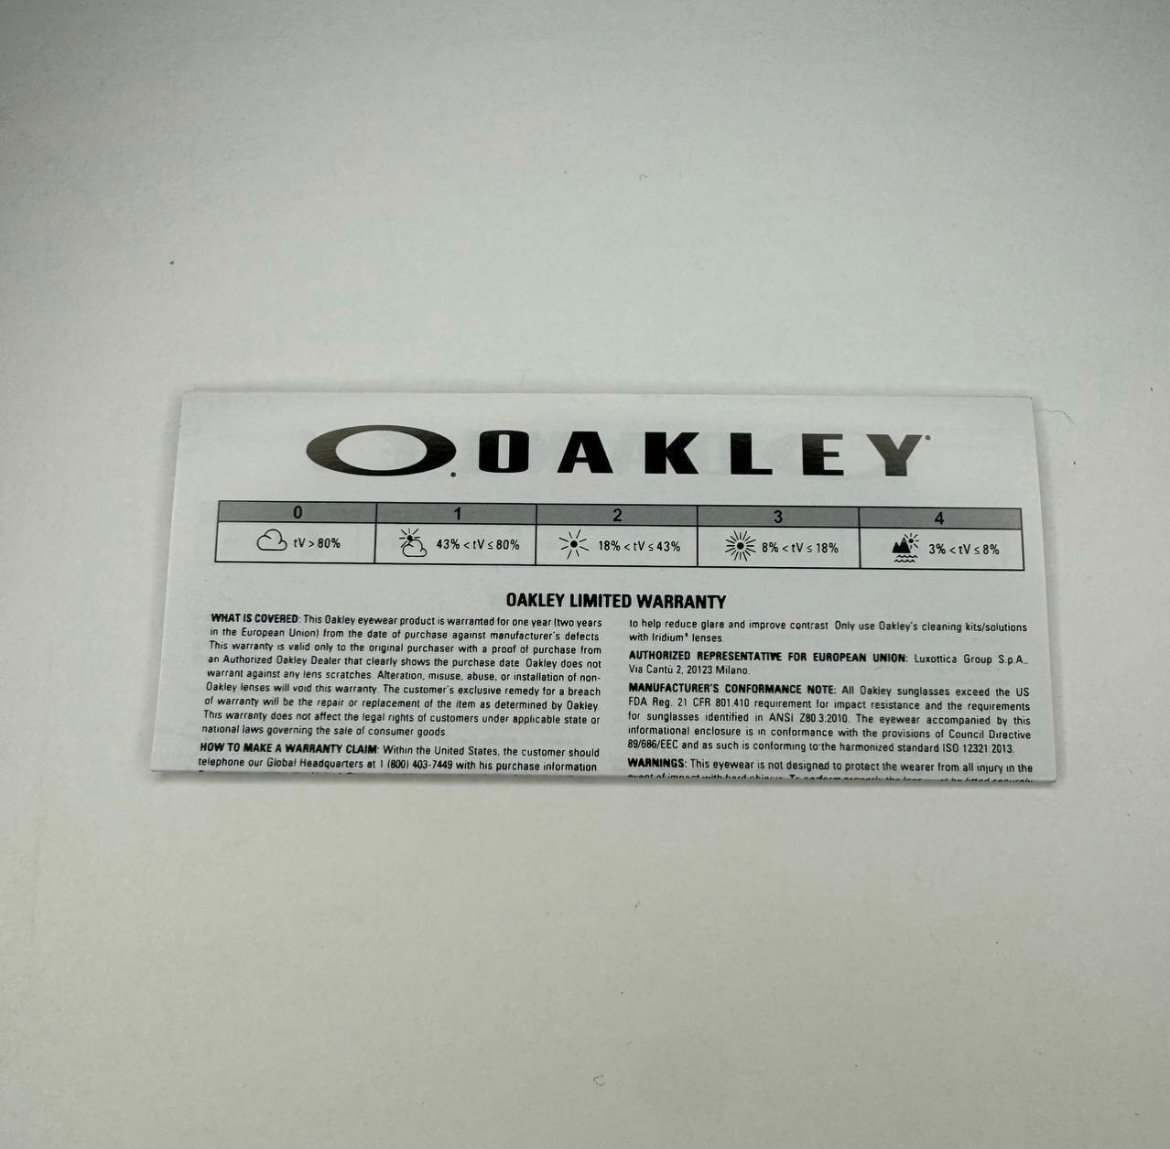 OAKLEY
0 1 2 3 4
tV > 80% 43% < tV ≤ 80% 18% < tV ≤ 43% 8% < tV ≤ 18% 3% < tV ≤ 8%
OAKLEY LIMITED WARRANTY
WHAT IS COVERED: This Oakley eyewear product is warranted for one year (two years
in the European Union) from the date of purchase against manufacturer's defects
This warranty is valid only to the original purchaser with a proof of purchase from
an Authorized Oakley Dealer that clearly shows the purchase date Oakley does not
warrant against any lens scratches. Alteration, misuse, abuse, or installation of non-
Oakley lenses will void this warranty. The customer's exclusive remedy for a breach
of warranty will be the repair or replacement of the item as determined by Oakley
This warranty does not affect the legal rights of customers under applicable state or
national laws governing the sale of consumer goods
HOW TO MAKE A WARRANTY CLAIM: Within the United States, the customer should
telephone our Global Headquarters at 1 (800) 403-7449 with his purchase information
to help reduce glare and improve contrast Only use Oakley's cleaning kits/solutions
with Iridium® lenses.
AUTHORIZED REPRESENTATIVE FOR EUROPEAN UNION: Luxottica Group S.p.A.,
Via Cantù 2, 20123 Milano.
MANUFACTURER'S CONFORMANCE NOTE: All Oakley sunglasses exceed the US
FDA Reg. 21 CFR 801.410 requirement for impact resistance and the requirements
for sunglasses identified in ANSI Z80 3.2010. The eyewear accompanied by this
informational enclosure is in conformance with the provisions of Council Directive
89/686/EEC and as such is conforming to the harmonized standard ISO 12321 2013.
WARNINGS: This eyewear is not designed to protect the wearer from all injury in the